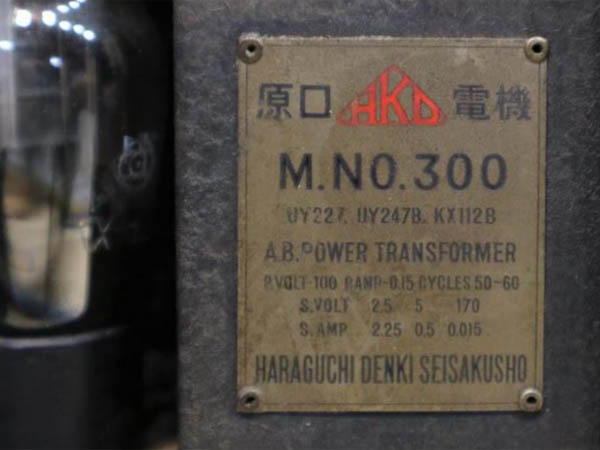 原口 HKD 電機
M.NO.300
UY227. UY247B. KX112B
A.B.POWER TRANSFORMER
P.VOLT-100 P.AMP-0.15 CYCLES 50-60
S.VOLT 2.5 5 170
S.AMP 2.25 0.5 0.015
HARAGUCHI DENKI SEISAKUSHO